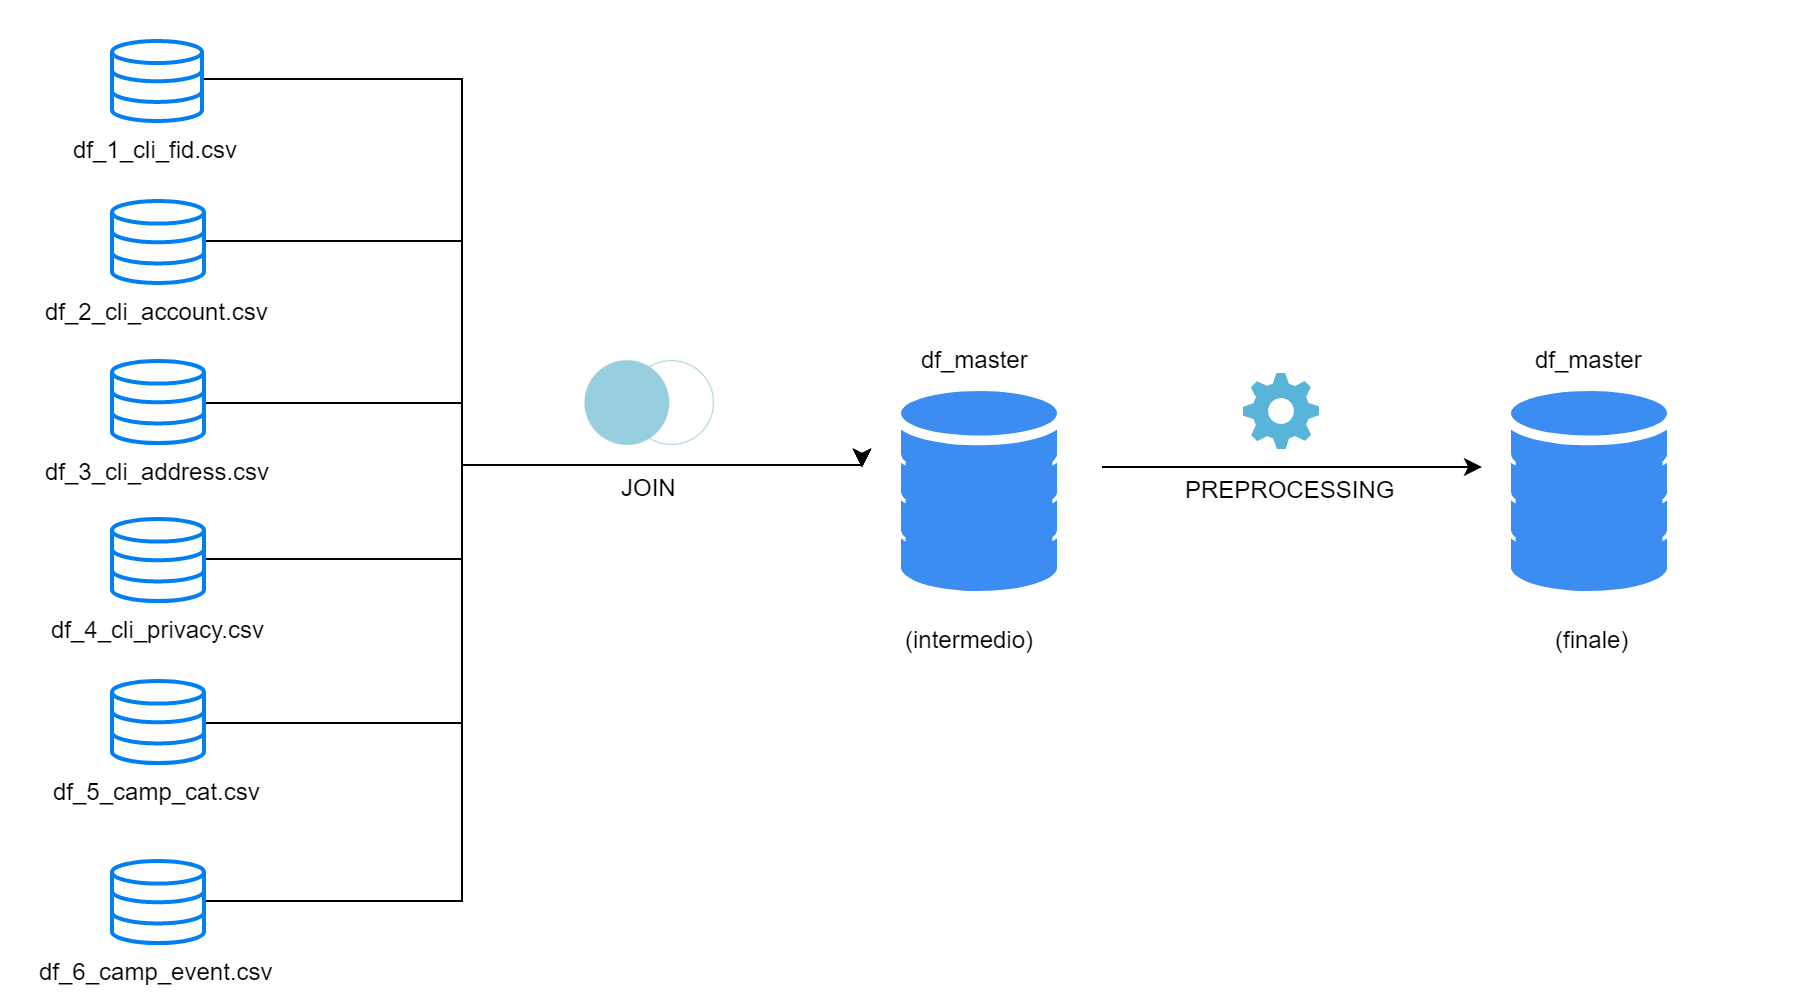 df_1_cli_fid.csv
df_2_cli_account.csv
df_3_cli_address.csv
df_4_cli_privacy.csv
df_5_camp_cat.csv
df_6_camp_event.csv
JOIN
df_master
(intermedio)
PREPROCESSING
df_master
(finale)